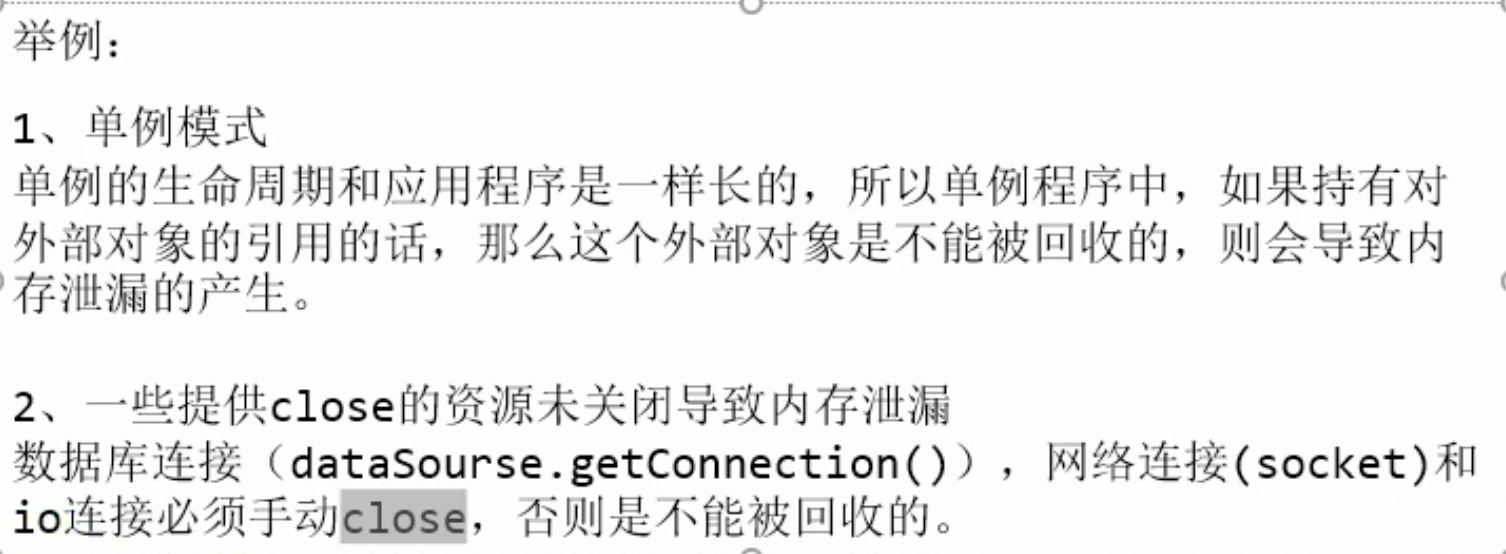 举例：
1、单例模式
单例的生命周期和应用程序是一样长的，所以单例程序中，如果持有对
外部对象的引用的话，那么这个外部对象是不能被回收的，则会导致内
存泄漏的产生。
2、一些提供close的资源未关闭导致内存泄漏
数据库连接（dataSourse.getConnection()），网络连接(socket)和
io连接必须手动close，否则是不能被回收的。